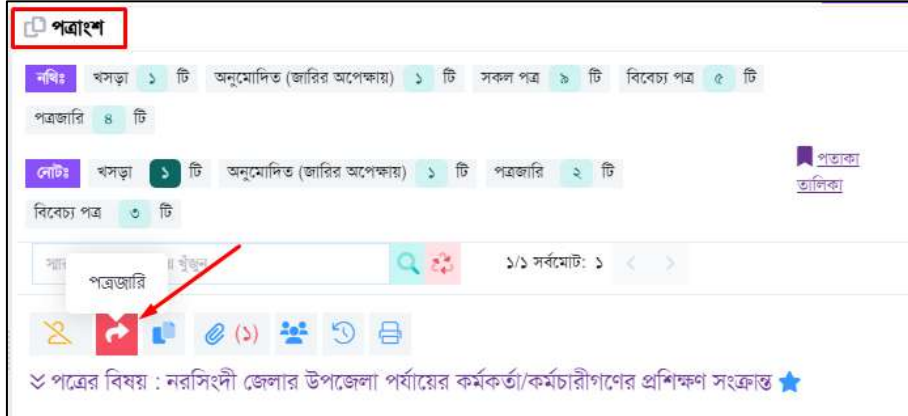 পত্রাংশ
নথিঃ খসড়া ১ টি অনুমোদিত (জারির অপেক্ষায়) ১ টি সকল পত্র ৯ টি বিবেচ্য পত্র ৫ টি
পত্রজারি ৪ টি
নোটঃ খসড়া ১ টি অনুমোদিত (জারির অপেক্ষায়) ১ টি পত্রজারি ২ টি
পতাকা
তালিকা
বিবেচ্য পত্র ৩ টি
খুঁজুন ১/১ সর্বমোট: ১
পত্রজারি
(১)
পত্রের বিষয় : নরসিংদী জেলার উপজেলা পর্যায়ের কর্মকর্তা/কর্মচারীগণের প্রশিক্ষণ সংক্রান্ত